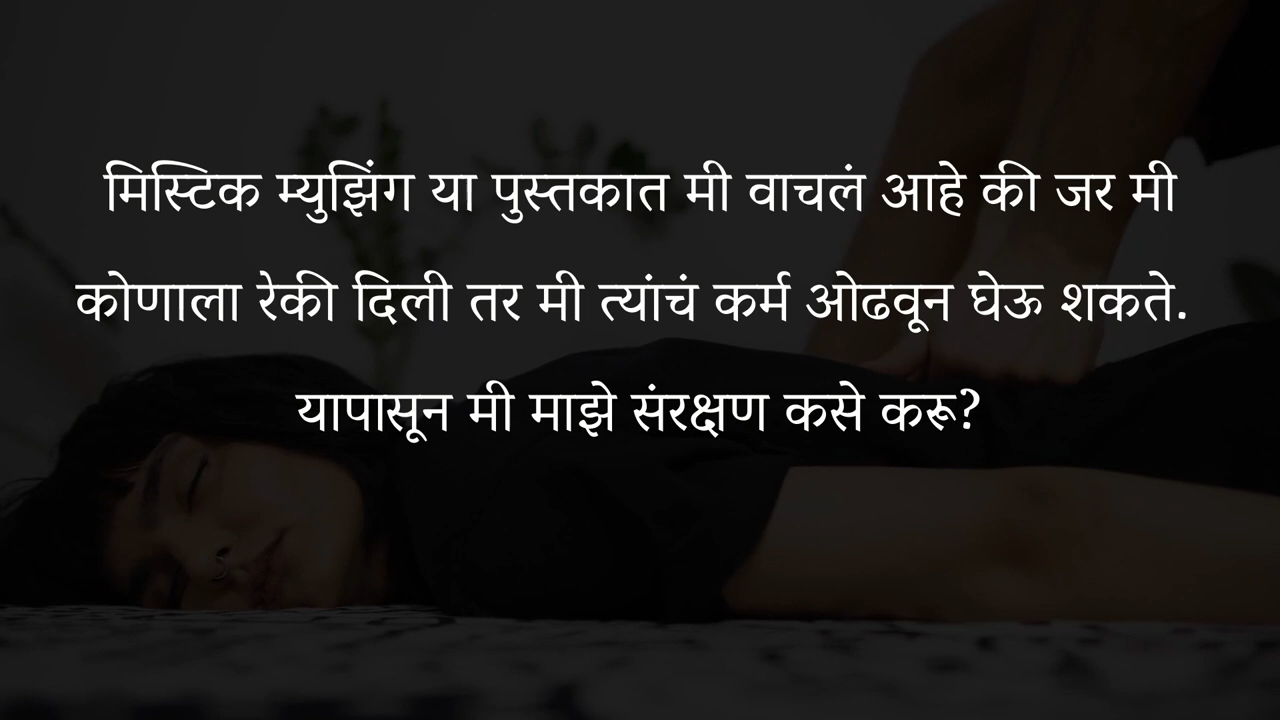 मिस्टिक म्युझिंग या पुस्तकात मी वाचलं आहे की जर मी
कोणाला रेकी दिली तर मी त्यांचं कर्म ओढवून घेऊ शकते.
यापासून मी माझे संरक्षण कसे करू?